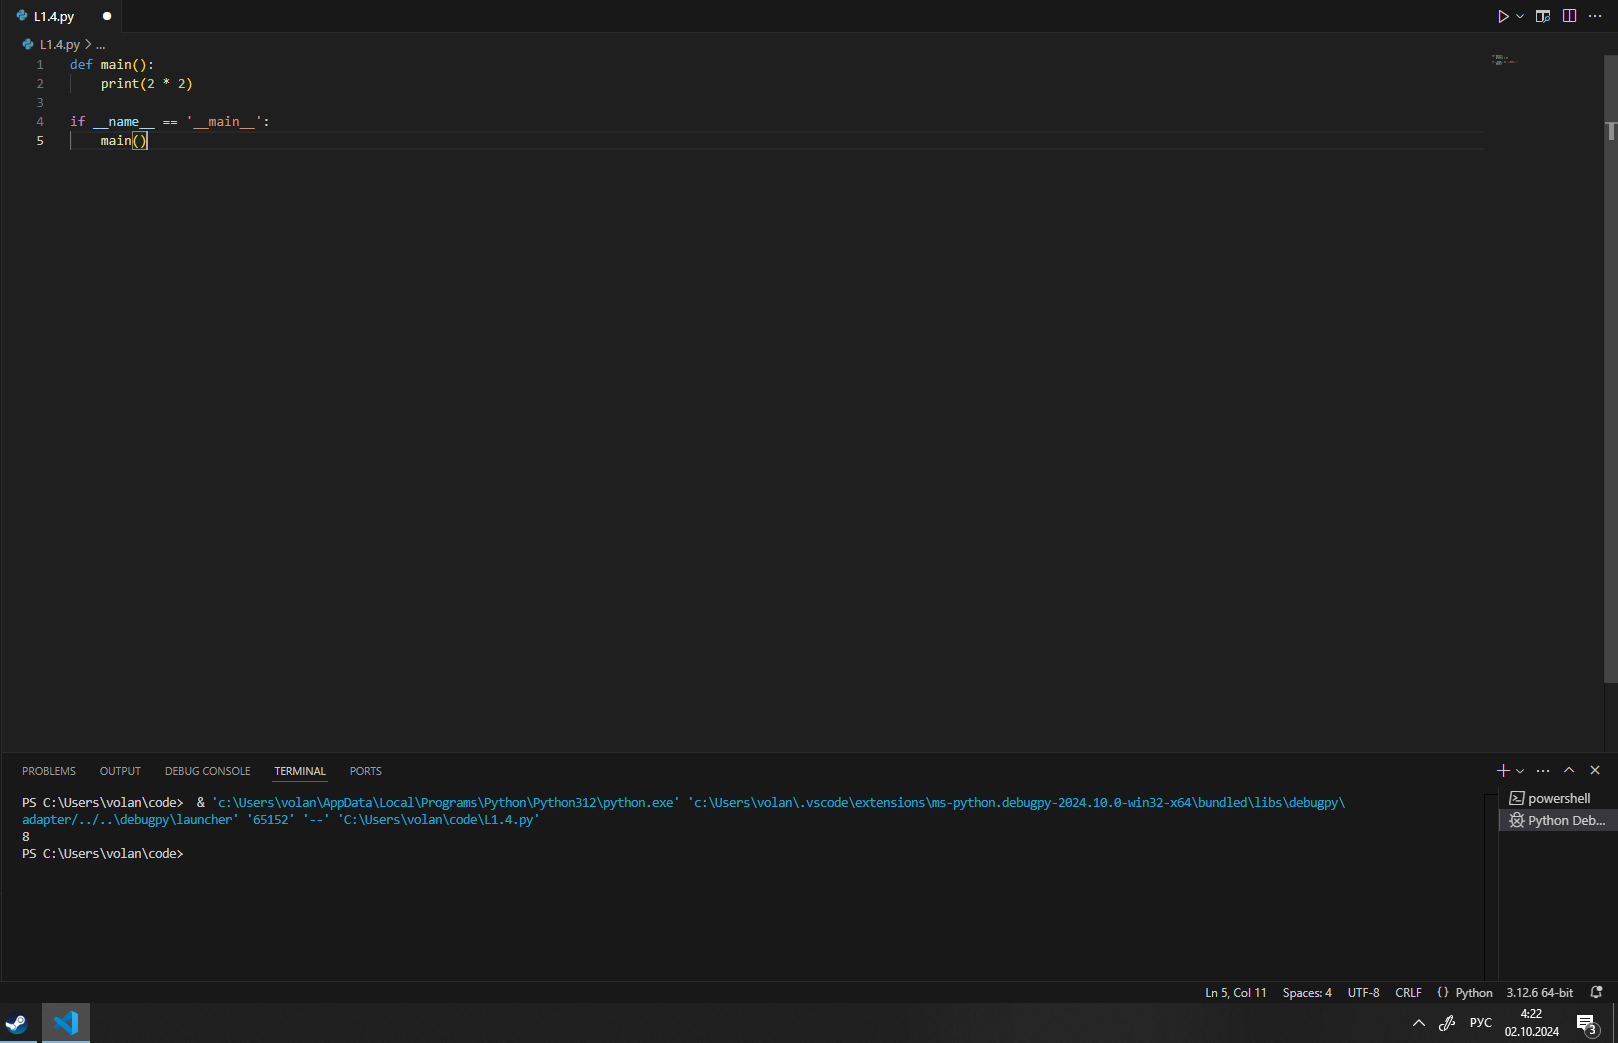 L1.4.py
L1.4.py > ...
1 def main():
2     print(2 * 2)
3
4 if __name__ == '__main__':
5     main()
PROBLEMS OUTPUT DEBUG CONSOLE TERMINAL PORTS
PS C:\Users\volan\code>  & 'c:\Users\volan\AppData\Local\Programs\Python\Python312\python.exe' 'c:\Users\volan\.vscode\extensions\ms-python.debugpy-2024.10.0-win32-x64\bundled\libs\debugpy\
adapter/../..\debugpy\launcher' '65152' '--' 'C:\Users\volan\code\L1.4.py'
8
PS C:\Users\volan\code>
powershell
Python Deb...
Ln 5, Col 11 Spaces: 4 UTF-8 CRLF {} Python 3.12.6 64-bit
РУС
4:22
02.10.2024
3